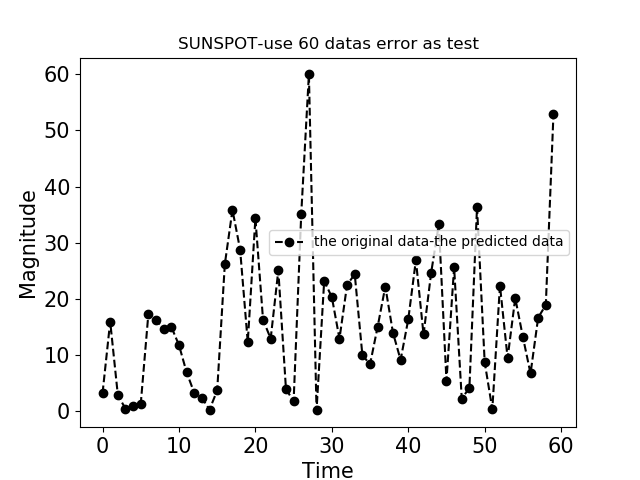 SUNSPOT-use 60 datas error as test
60
50
40
30
20
10
0
Magnitude
the original data-the predicted data
0 10 20 30 40 50 60
Time